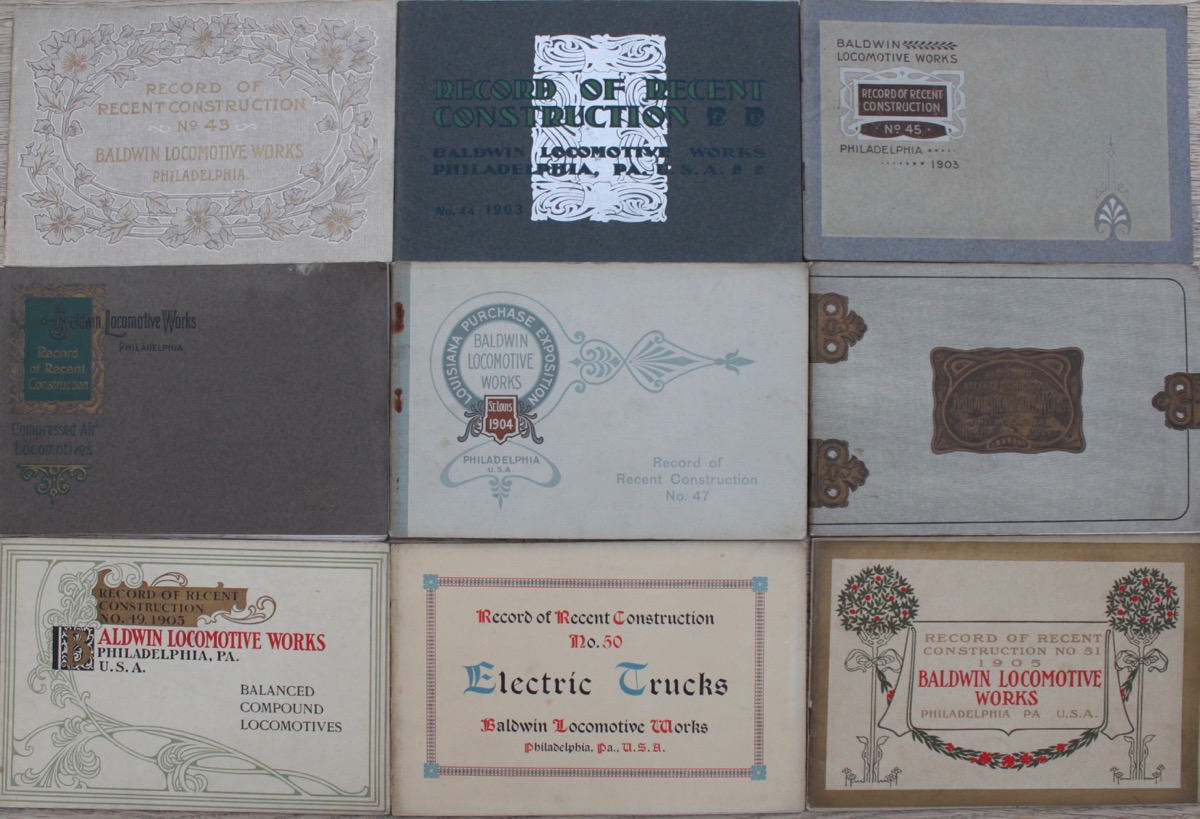 RECORD OF
RECENT CONSTRUCTION
Nº 43
BALDWIN LOCOMOTIVE WORKS
PHILADELPHIA.
RECORD OF RECENT
CONSTRUCTION
BALDWIN LOCOMOTIVE WORKS
PHILADELPHIA, PA. U.S.A.
No. 44 1903
BALDWIN
LOCOMOTIVE WORKS
RECORD OF RECENT
CONSTRUCTION
Nº 45
PHILADELPHIA
1903
Baldwin Locomotive Works
PHILADELPHIA
Record
of Recent
Construction
Compressed Air
Locomotives
LOUISIANA PURCHASE EXPOSITION
BALDWIN
LOCOMOTIVE
WORKS
ST. LOUIS
1904
PHILADELPHIA
U.S.A.
Record of
Recent Construction
No. 47
RECORD OF RECENT
CONSTRUCTION
NO. 49, 1905
BALDWIN LOCOMOTIVE WORKS
PHILADELPHIA, PA.
U.S.A.
BALANCED
COMPOUND
LOCOMOTIVES
Record of Recent Construction
No. 50
Electric Trucks
Baldwin Locomotive Works
Philadelphia, Pa., U.S.A.
RECORD OF RECENT
CONSTRUCTION NO 51
1905
BALDWIN LOCOMOTIVE
WORKS
PHILADELPHIA PA U.S.A.